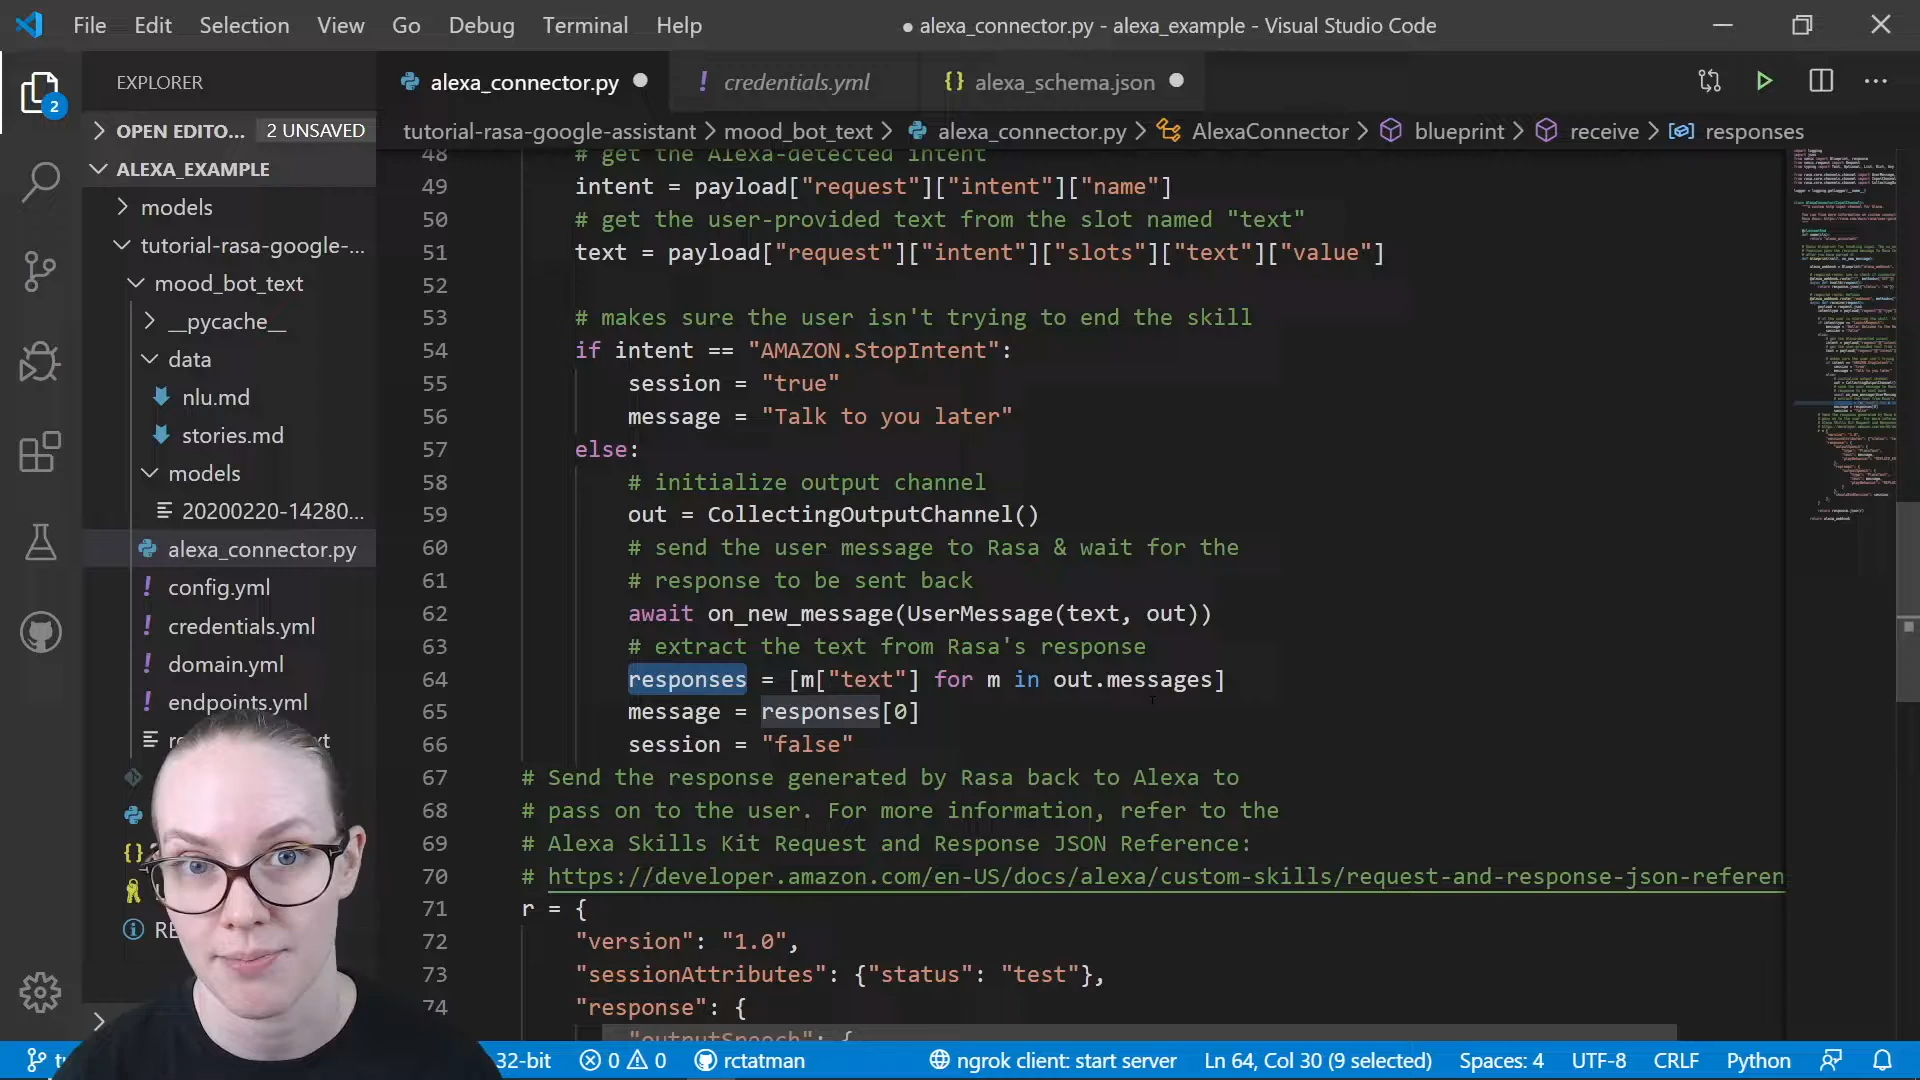 File Edit Selection View Go Debug Terminal Help
● alexa_connector.py - alexa_example - Visual Studio Code
EXPLORER
2
OPEN EDITO... 2 UNSAVED
ALEXA_EXAMPLE
models
tutorial-rasa-google-...
mood_bot_text
__pycache__
data
nlu.md
stories.md
models
20200220-14280...
alexa_connector.py
config.yml
credentials.yml
domain.yml
endpoints.yml
alexa_connector.py
credentials.yml
alexa_schema.json
tutorial-rasa-google-assistant > mood_bot_text > alexa_connector.py > AlexaConnector > blueprint > receive > responses
48 # get the Alexa-detected intent
49 intent = payload["request"]["intent"]["name"]
50 # get the user-provided text from the slot named "text"
51 text = payload["request"]["intent"]["slots"]["text"]["value"]
52
53 # makes sure the user isn't trying to end the skill
54 if intent == "AMAZON.StopIntent":
55 session = "true"
56 message = "Talk to you later"
57 else:
58 # initialize output channel
59 out = CollectingOutputChannel()
60 # send the user message to Rasa & wait for the
61 # response to be sent back
62 await on_new_message(UserMessage(text, out))
63 # extract the text from Rasa's response
64 responses = [m["text"] for m in out.messages]
65 message = responses[0]
66 session = "false"
67 # Send the response generated by Rasa back to Alexa to
68 # pass on to the user. For more information, refer to the
69 # Alexa Skills Kit Request and Response JSON Reference:
70 # https://developer.amazon.com/en-US/docs/alexa/custom-skills/request-and-response-json-referen
71 r = {
72 "version": "1.0",
73 "sessionAttributes": {"status": "test"},
74 "response": {
"outputSpeech": {
32-bit 0 0 rctatman ngrok client: start server Ln 64, Col 30 (9 selected) Spaces: 4 UTF-8 CRLF Python